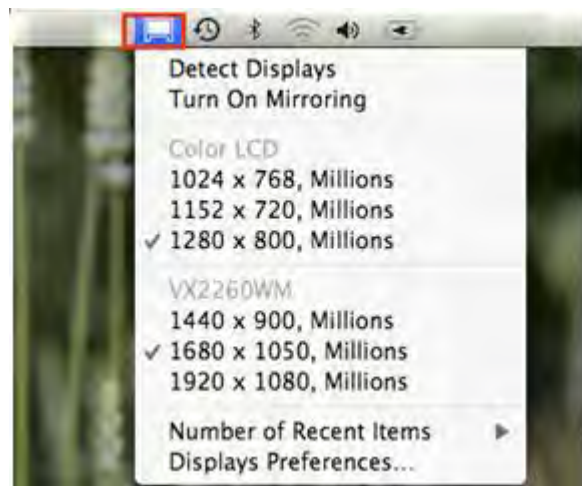 Detect Displays
Turn On Mirroring
Color LCD
1024 x 768, Millions
1152 x 720, Millions
✓ 1280 x 800, Millions
VX2260WM
1440 x 900, Millions
✓ 1680 x 1050, Millions
1920 x 1080, Millions
Number of Recent Items
Displays Preferences...